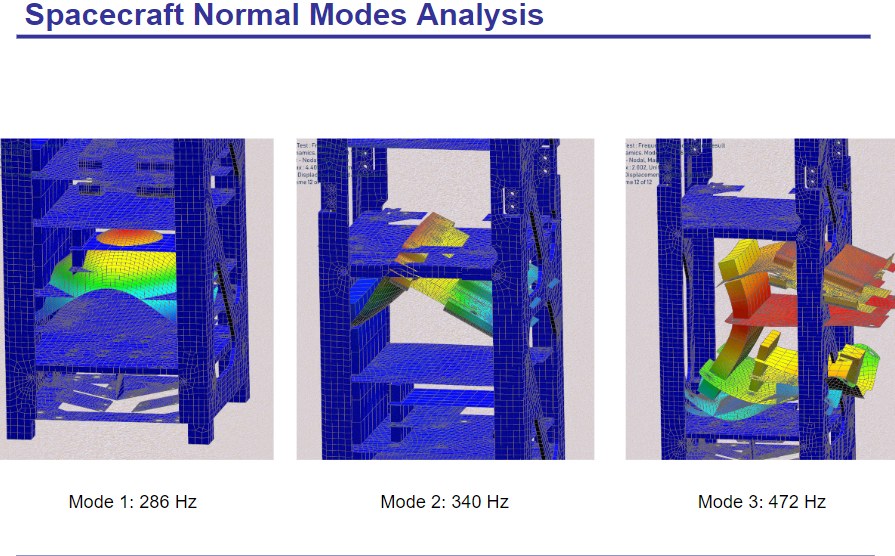 Spacecraft Normal Modes Analysis
Mode 1: 286 Hz
Mode 2: 340 Hz
Mode 3: 472 Hz